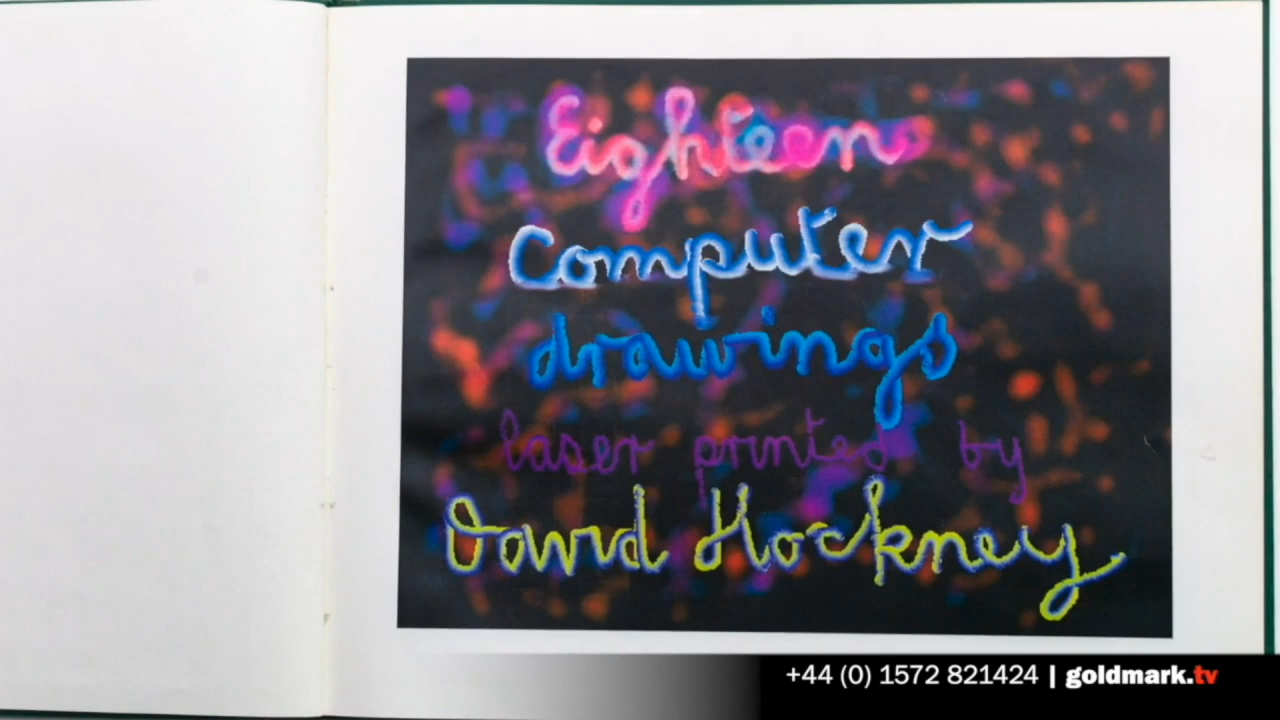 Eighteen
Computer
drawings
laser printed by
David Hockney
+44 (0) 1572 821424 | goldmark.tv